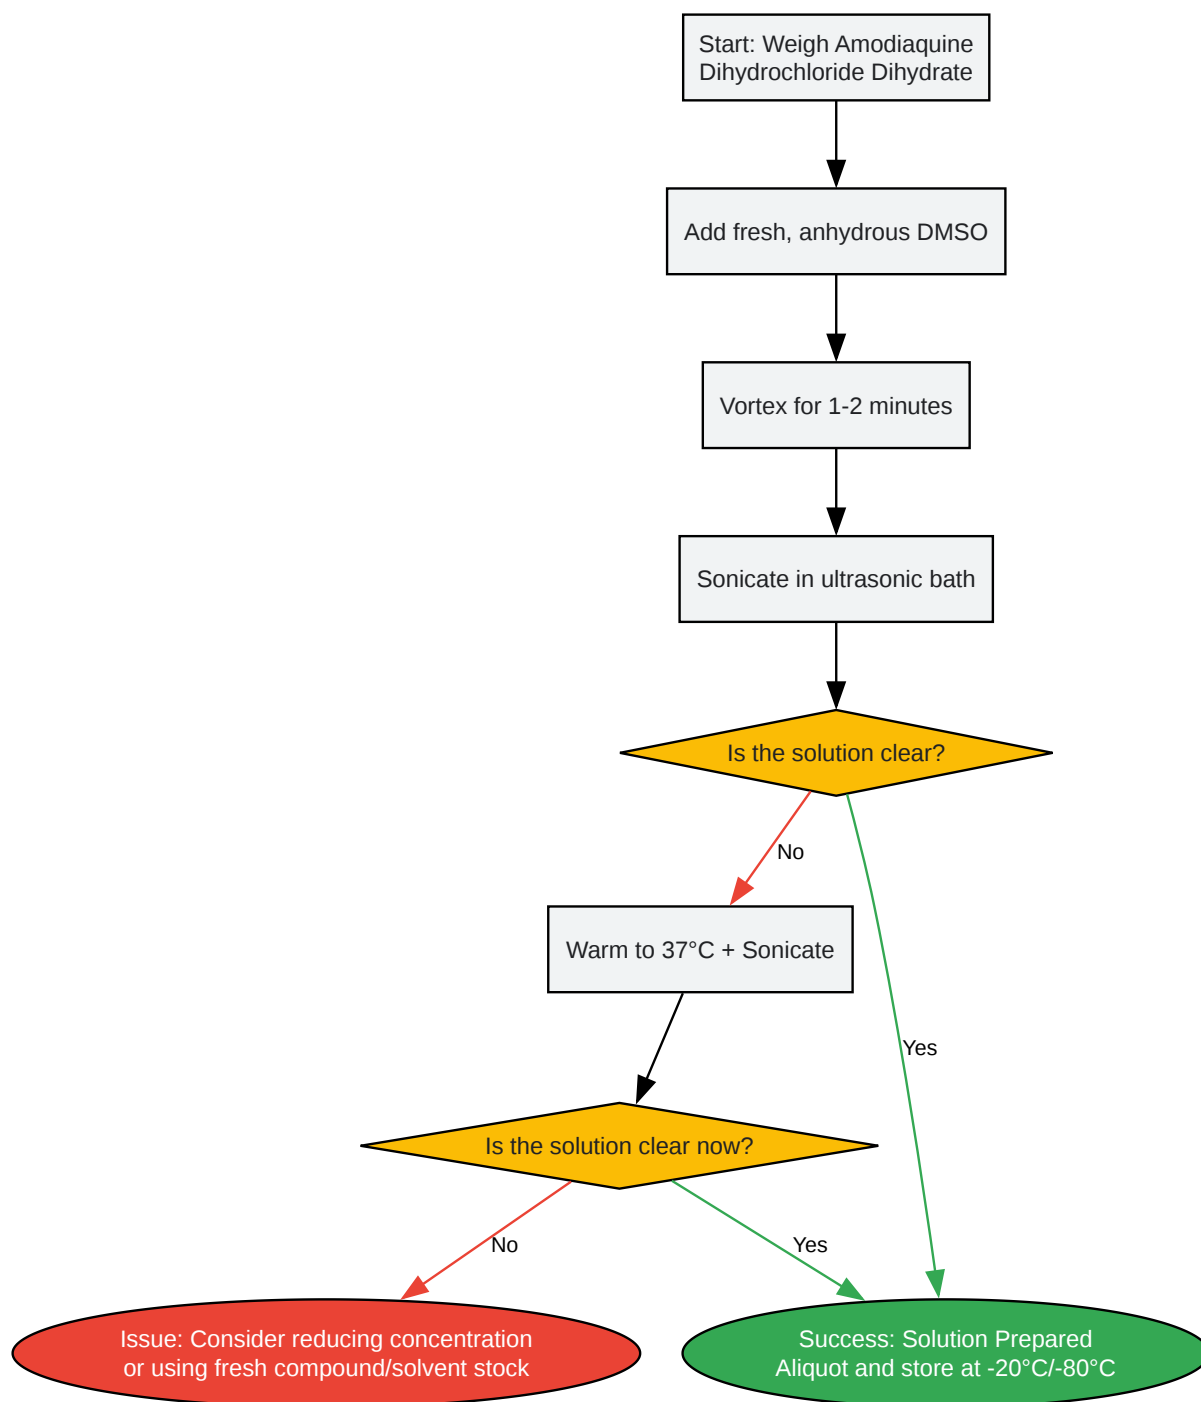 Start: Weigh Amodiaquine
Dihydrochloride Dihydrate
Add fresh, anhydrous DMSO
Vortex for 1-2 minutes
Sonicate in ultrasonic bath
Is the solution clear?
No
Warm to 37°C + Sonicate
Yes
Is the solution clear now?
No
Yes
Issue: Consider reducing concentration
or using fresh compound/solvent stock
Success: Solution Prepared
Aliquot and store at -20°C/-80°C